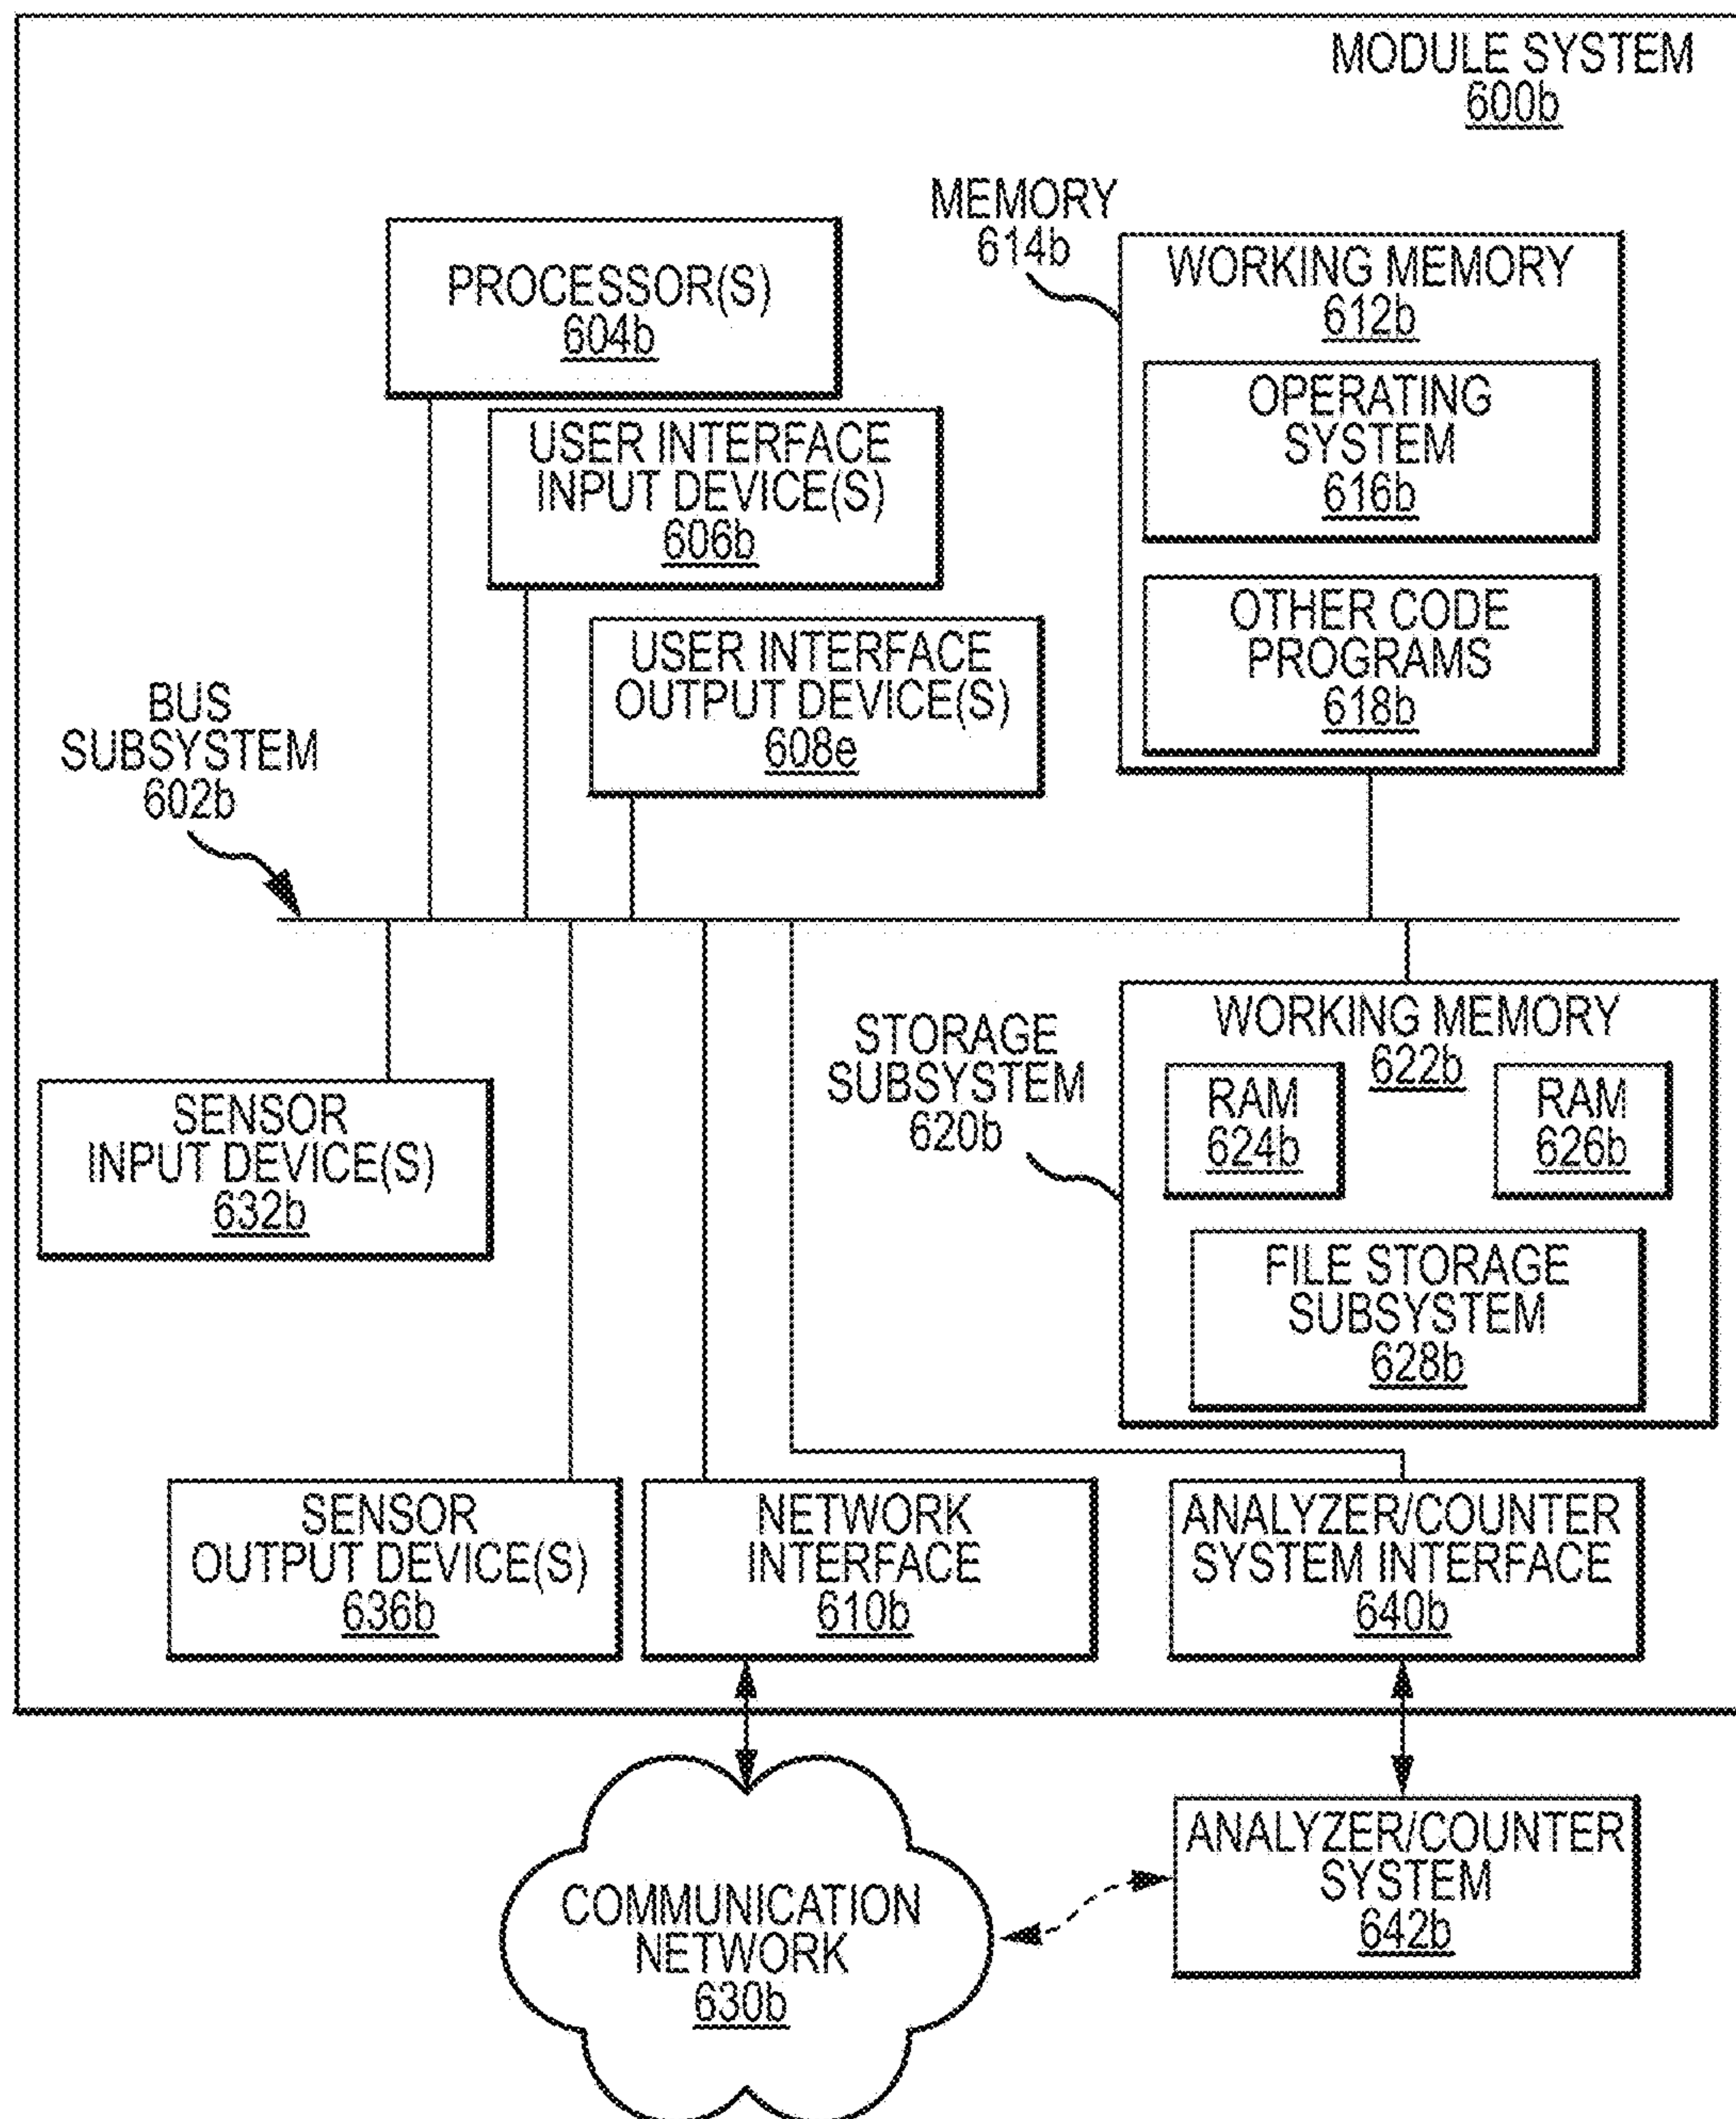 MODULE SYSTEM
600b
MEMORY
614b
PROCESSOR(S)
604b
WORKING MEMORY
612b
OPERATING
SYSTEM
616b
USER INTERFACE
INPUT DEVICE(S)
606b
OTHER CODE
PROGRAMS
618b
USER INTERFACE
OUTPUT DEVICE(S)
608e
BUS
SUBSYSTEM
602b
STORAGE
SUBSYSTEM
620b
WORKING MEMORY
622b
RAM
624b
RAM
626b
FILE STORAGE
SUBSYSTEM
628b
SENSOR
INPUT DEVICE(S)
632b
SENSOR
OUTPUT DEVICE(S)
636b
NETWORK
INTERFACE
610b
ANALYZER/COUNTER
SYSTEM INTERFACE
640b
COMMUNICATION
NETWORK
630b
ANALYZER/COUNTER
SYSTEM
642b